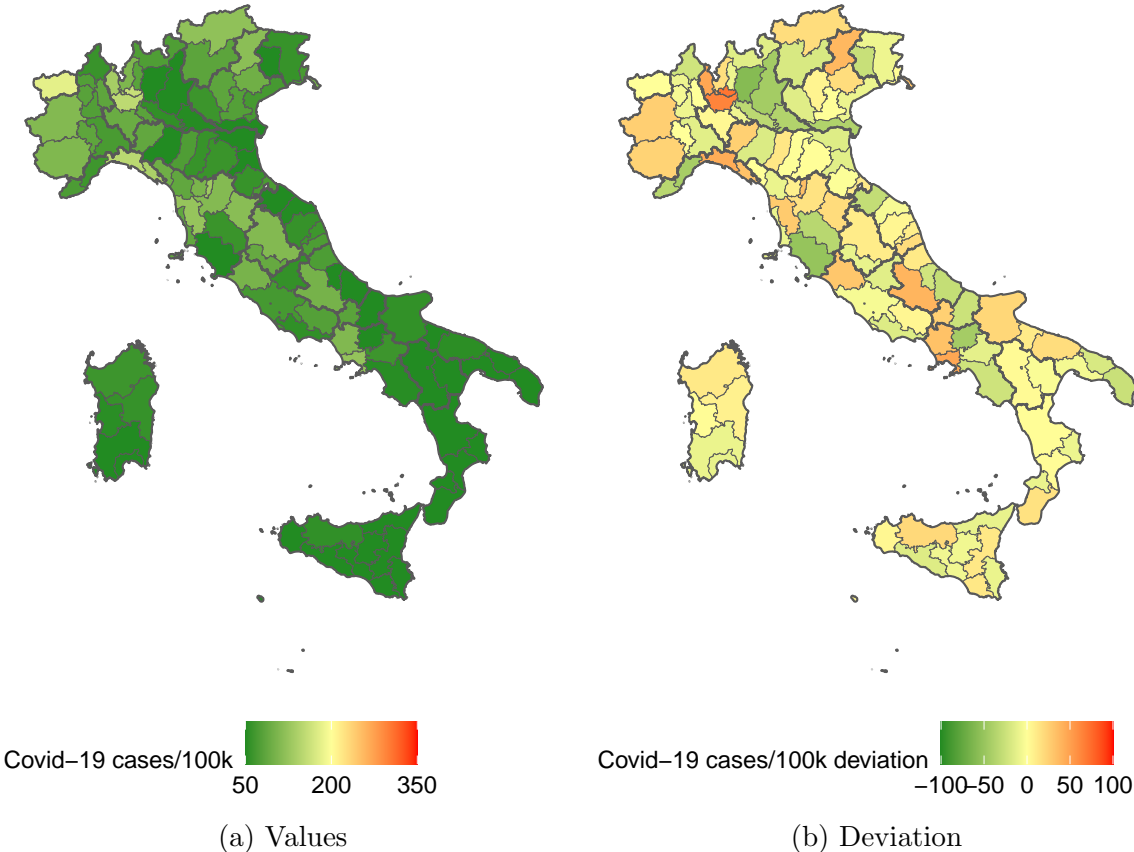 Covid−19 cases/100k
50 200 350
Covid−19 cases/100k deviation
−100 −50 0 50 100
(a) Values
(b) Deviation